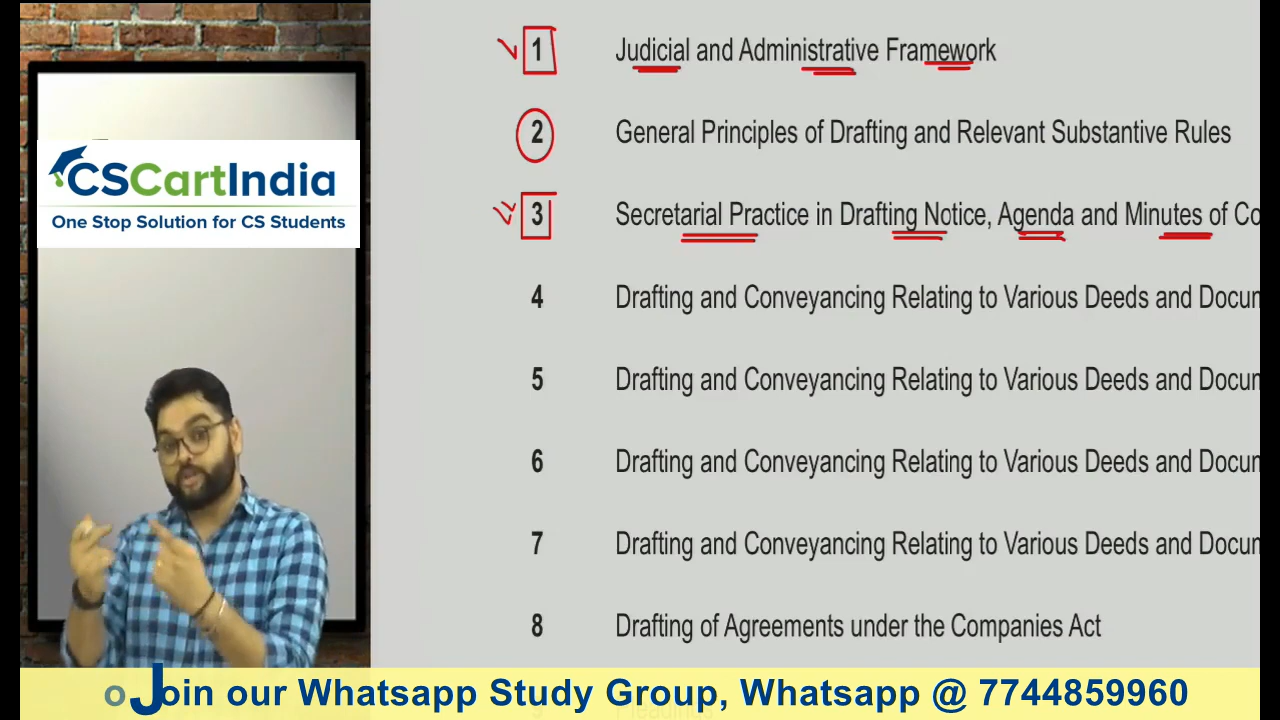 CSCartIndia
One Stop Solution for CS Students
1 Judicial and Administrative Framework
2 General Principles of Drafting and Relevant Substantive Rules
3 Secretarial Practice in Drafting Notice, Agenda and Minutes of Co
4 Drafting and Conveyancing Relating to Various Deeds and Docum
5 Drafting and Conveyancing Relating to Various Deeds and Docum
6 Drafting and Conveyancing Relating to Various Deeds and Docum
7 Drafting and Conveyancing Relating to Various Deeds and Docum
8 Drafting of Agreements under the Companies Act
o Join our Whatsapp Study Group, Whatsapp @ 7744859960